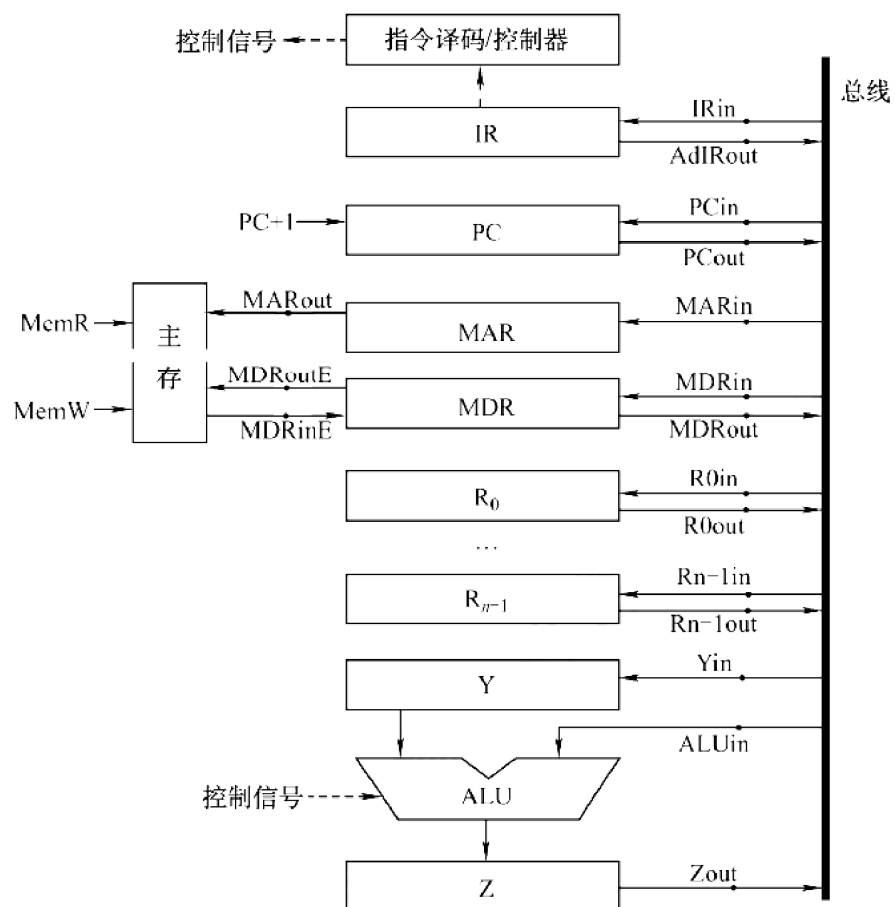 控制信号
指令译码/控制器
总线
IRin
IR
AdIRout
PC+1
PCin
PC
PCout
MemR
主存
MARout
MAR
MARin
MemW
MDRoutE
MDRinE
MDR
MDRin
MDRout
R₀
R0in
R0out
…
Rₙ₋₁
Rn-1in
Rn-1out
Y
Yin
ALUin
控制信号
ALU
Z
Zout